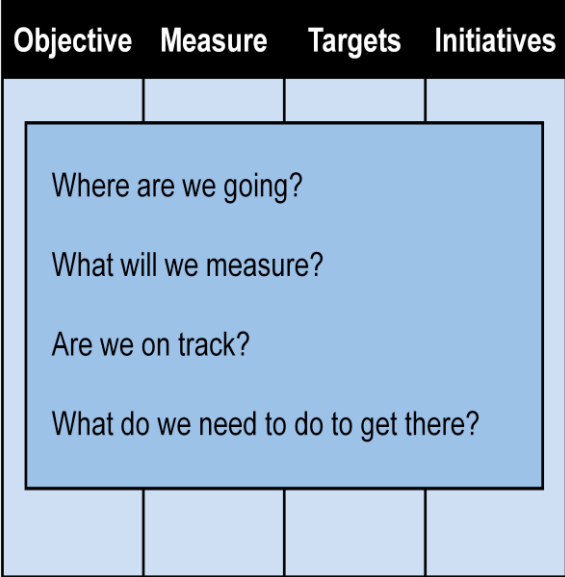 Objective Measure Targets Initiatives
Where are we going?
What will we measure?
Are we on track?
What do we need to do to get there?